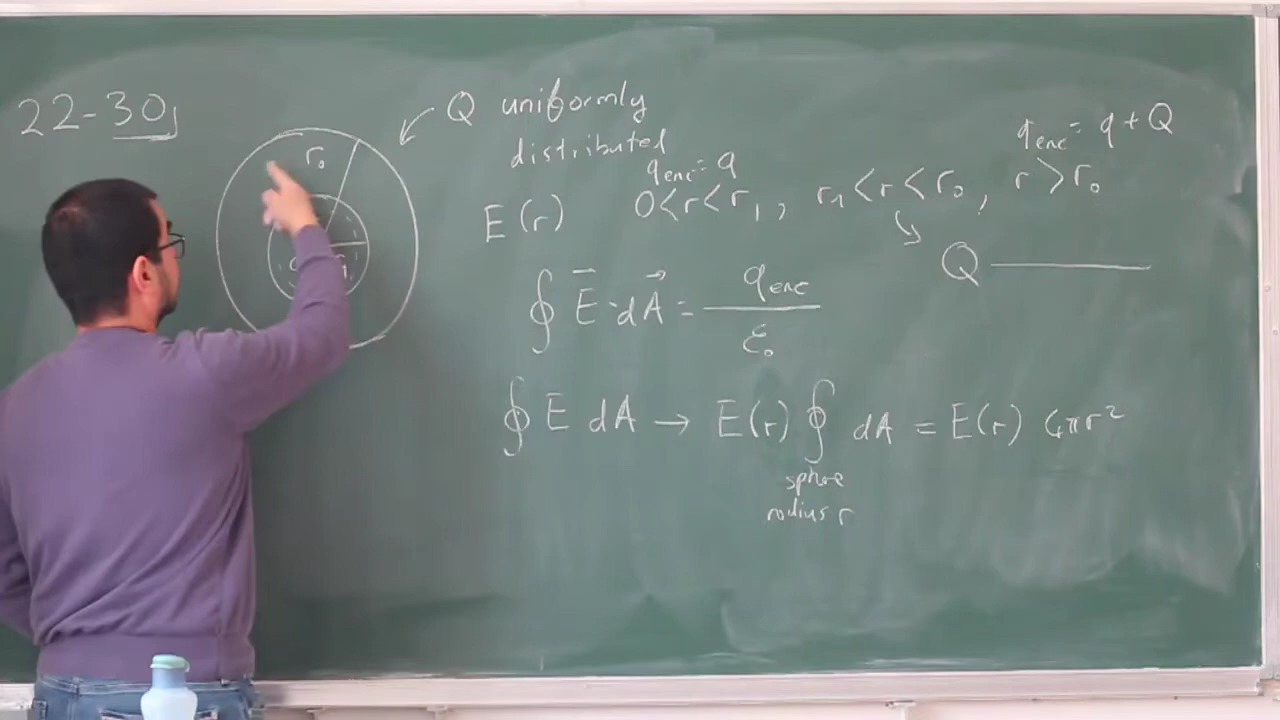 22-30
Q uniformly
distributed
r₀
q_enc = q
q_enc = q + Q
E(r) 0<r<r₁, r₁<r<r₀, r>r₀
Q
∮ E⃗ · dA⃗ = q_enc / ε₀
∮ E dA → E(r) ∮ dA = E(r) 4πr²
sphere
radius r